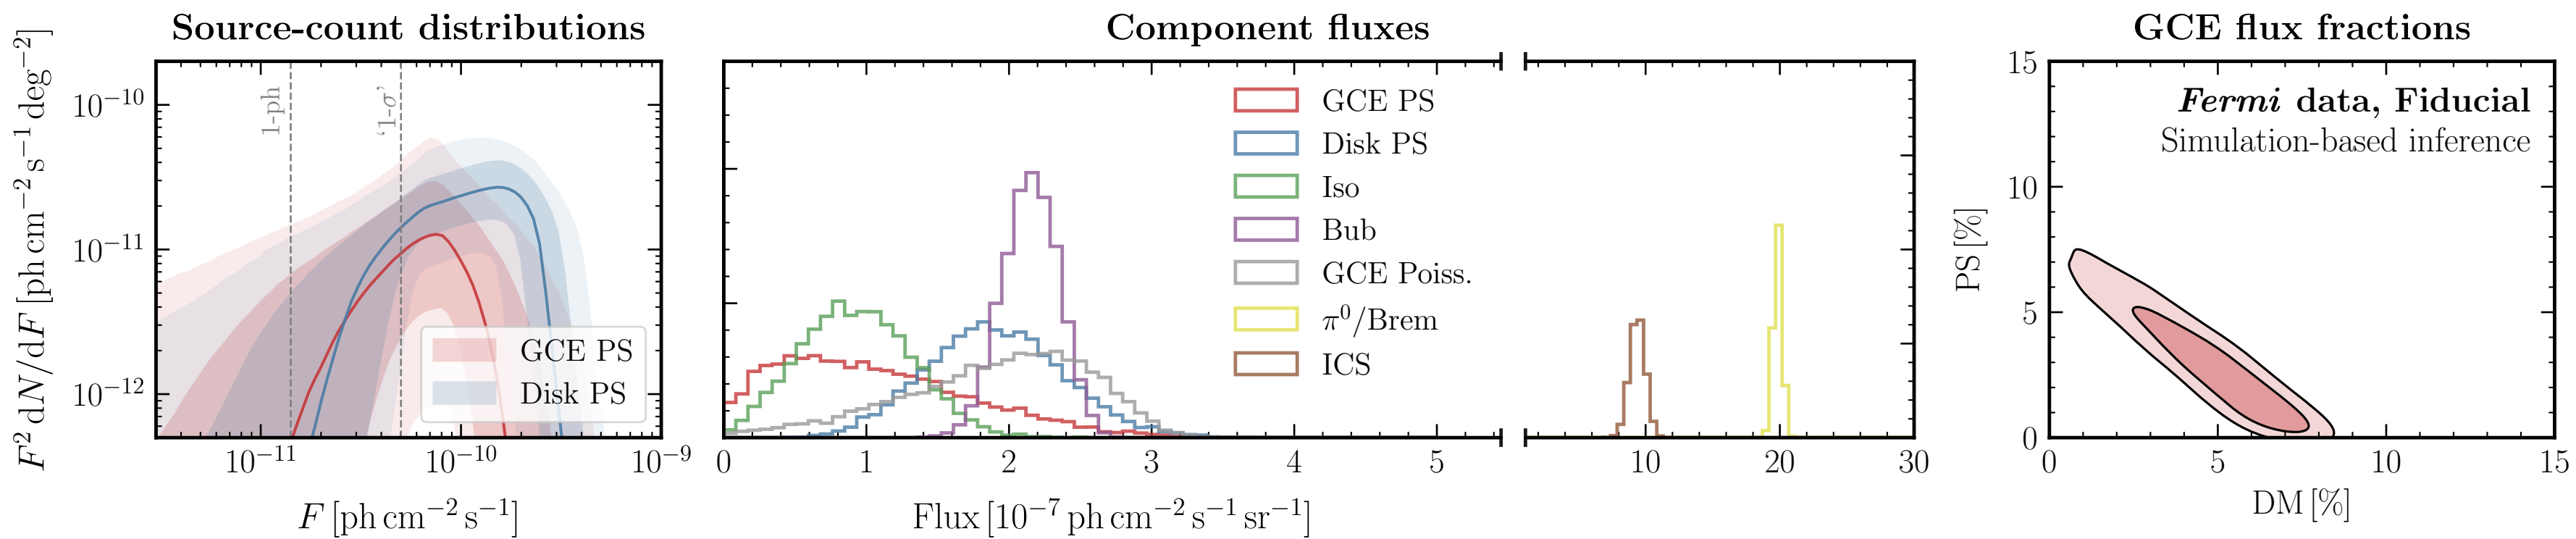 Source-count distributions
F² dN/dF [ph cm⁻² s⁻¹ deg⁻²]
10⁻¹⁰
10⁻¹¹
10⁻¹²
1-ph
‘1-σ’
GCE PS
Disk PS
10⁻¹¹ 10⁻¹⁰ 10⁻⁹
F [ph cm⁻² s⁻¹]
Component fluxes
GCE PS
Disk PS
Iso
Bub
GCE Poiss.
π⁰/Brem
ICS
0 1 2 3 4 5 10 20 30
Flux [10⁻⁷ ph cm⁻² s⁻¹ sr⁻¹]
GCE flux fractions
Fermi data, Fiducial
Simulation-based inference
PS [%]
15
10
5
0
0 5 10 15
DM [%]